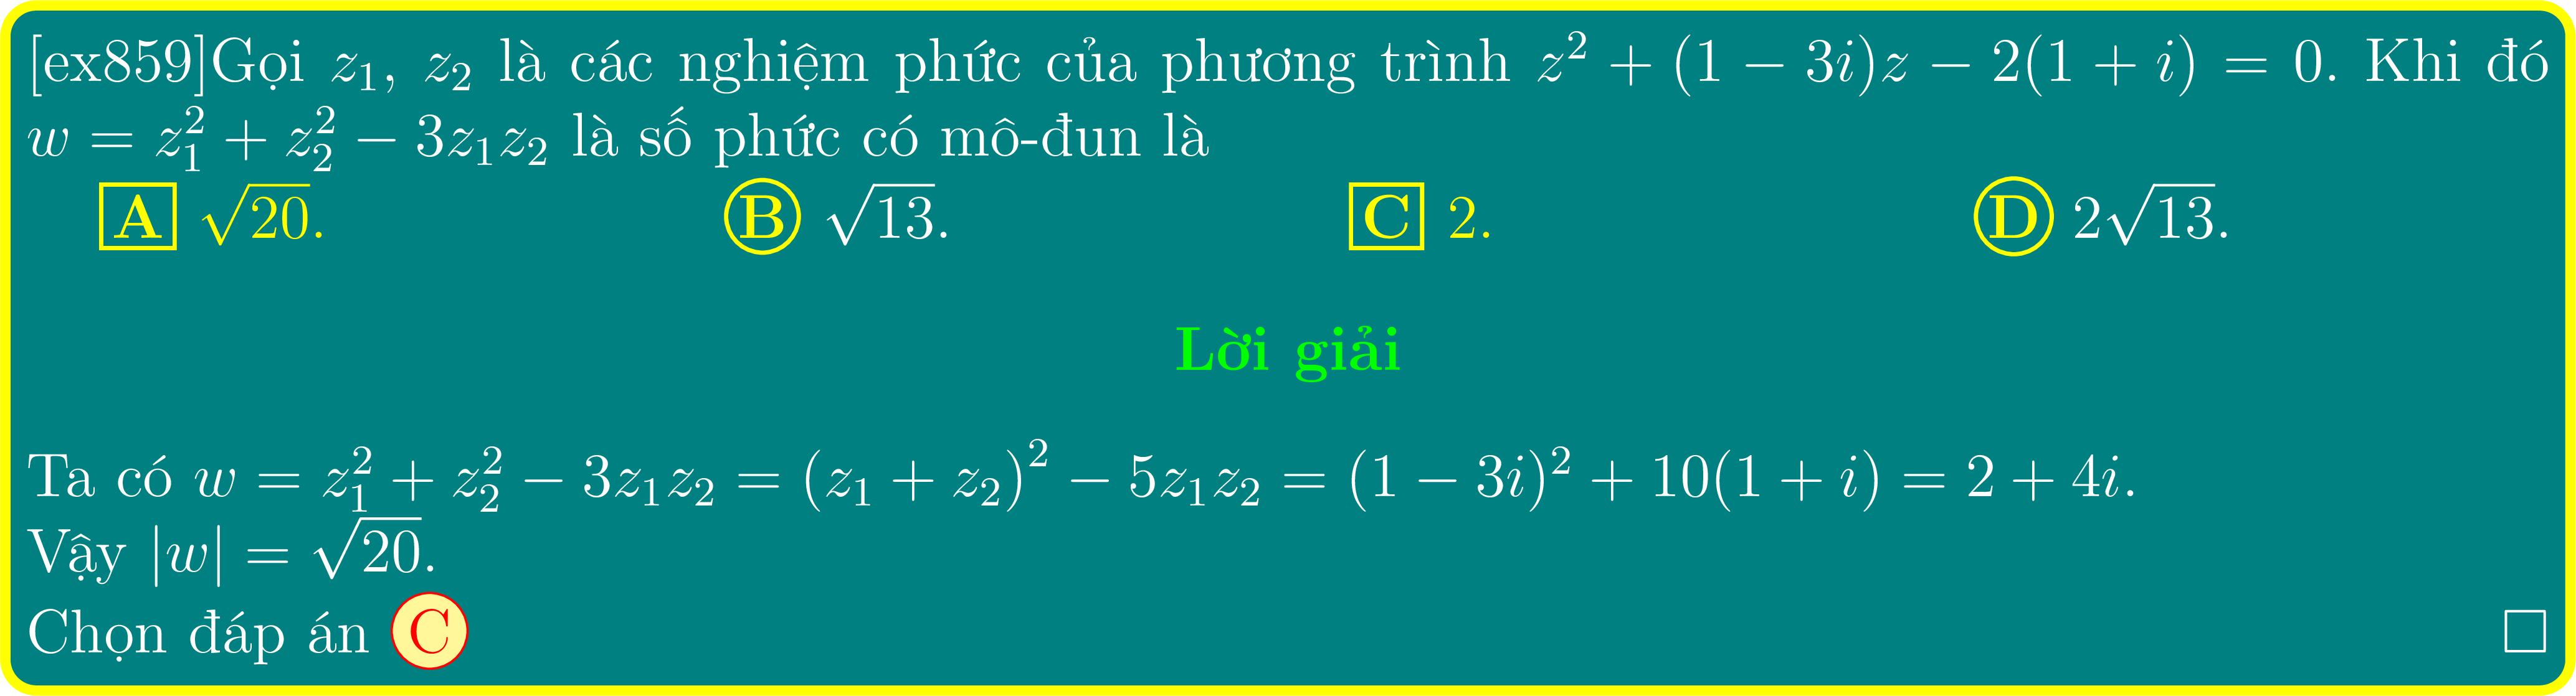 [ex859]Gọi $z_1$, $z_2$ là các nghiệm phức của phương trình $z^2 + (1 - 3i)z - 2(1 + i) = 0$. Khi đó
$w = z_1^2 + z_2^2 - 3z_1z_2$ là số phức có mô-đun là
A $\sqrt{20}$. B $\sqrt{13}$. C 2. D $2\sqrt{13}$.
Lời giải
Ta có $w = z_1^2 + z_2^2 - 3z_1z_2 = (z_1 + z_2)^2 - 5z_1z_2 = (1 - 3i)^2 + 10(1 + i) = 2 + 4i$.
Vậy $|w| = \sqrt{20}$.
Chọn đáp án C □